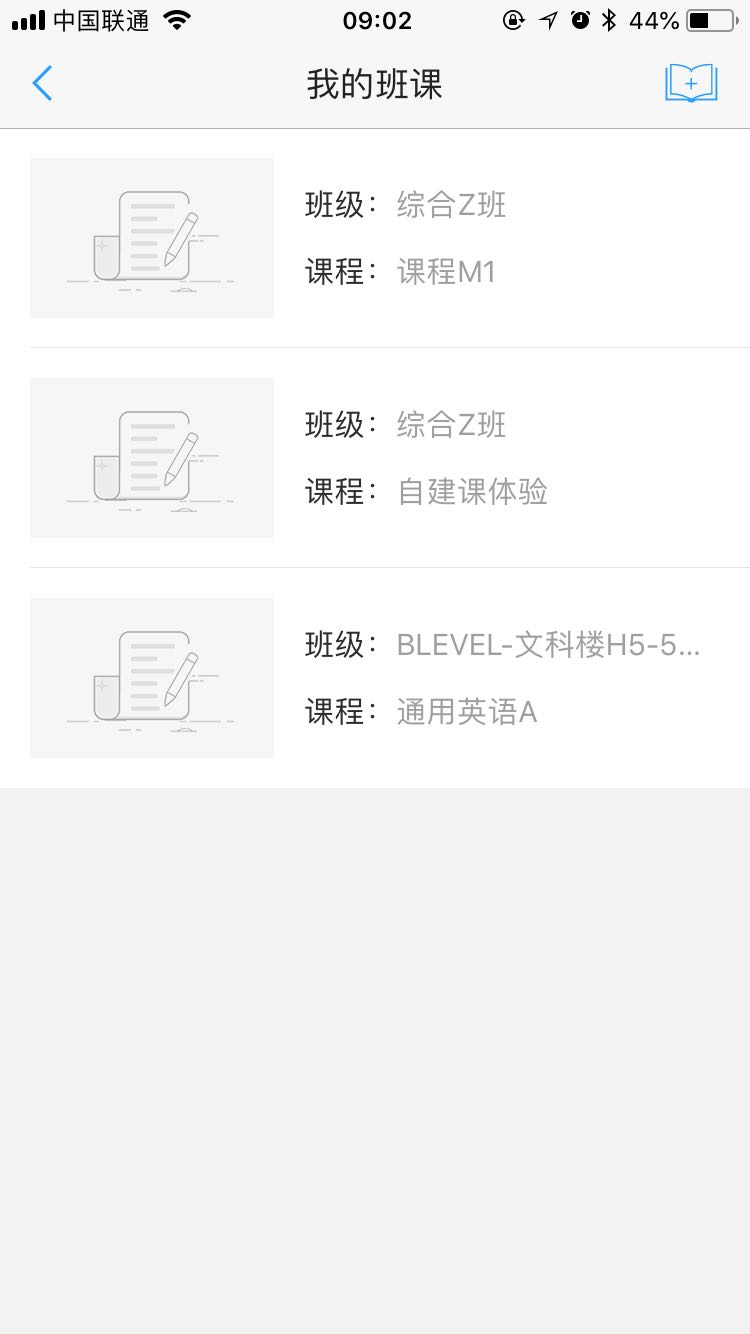 中国联通 09:02 44%
我的班课
班级：综合Z班
课程：课程M1
班级：综合Z班
课程：自建课体验
班级：BLEVEL-文科楼H5-5...
课程：通用英语A